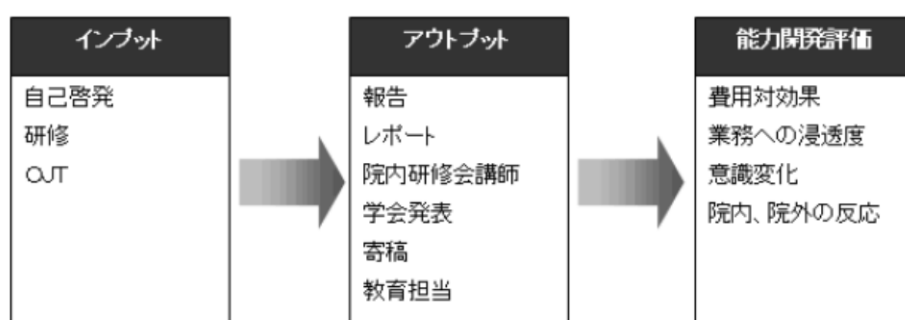 インプット
自己啓発
研修
OJT
アウトプット
報告
レポート
院内研修会講師
学会発表
寄稿
教育担当
能力開発評価
費用対効果
業務への浸透度
意識変化
院内、院外の反応